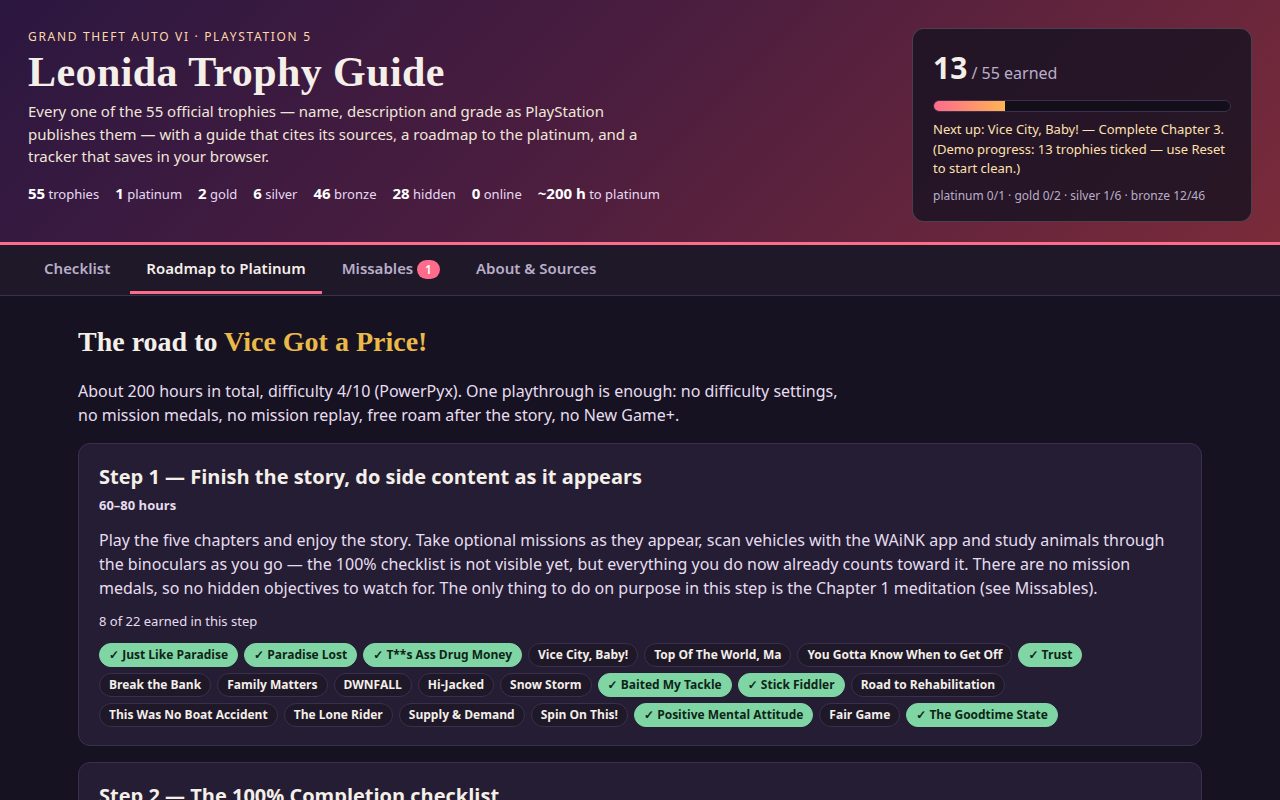 GRAND THEFT AUTO VI · PLAYSTATION 5
Leonida Trophy Guide
Every one of the 55 official trophies — name, description and grade as PlayStation
publishes them — with a guide that cites its sources, a roadmap to the platinum, and a
tracker that saves in your browser.
55 trophies 1 platinum 2 gold 6 silver 46 bronze 28 hidden 0 online ~200 h to platinum
13 / 55 earned
Next up: Vice City, Baby! — Complete Chapter 3.
(Demo progress: 13 trophies ticked — use Reset
to start clean.)
platinum 0/1 · gold 0/2 · silver 1/6 · bronze 12/46
Checklist Roadmap to Platinum Missables 1 About & Sources
The road to Vice Got a Price!
About 200 hours in total, difficulty 4/10 (PowerPyx). One playthrough is enough: no difficulty settings,
no mission medals, no mission replay, free roam after the story, no New Game+.
Step 1 — Finish the story, do side content as it appears
60–80 hours
Play the five chapters and enjoy the story. Take optional missions as they appear, scan vehicles with the WAiNK app and study animals through
the binoculars as you go — the 100% checklist is not visible yet, but everything you do now already counts toward it. There are no mission
medals, so no hidden objectives to watch for. The only thing to do on purpose in this step is the Chapter 1 meditation (see Missables).
8 of 22 earned in this step
✓ Just Like Paradise ✓ Paradise Lost ✓ T**s Ass Drug Money Vice City, Baby! Top Of The World, Ma You Gotta Know When to Get Off ✓ Trust
Break the Bank Family Matters DWNFALL Hi-Jacked Snow Storm ✓ Baited My Tackle ✓ Stick Fiddler Road to Rehabilitation
This Was No Boat Accident The Lone Rider Supply & Demand Spin On This! ✓ Positive Mental Attitude Fair Game ✓ The Goodtime State
Step 2 — The 100% Completion checklist